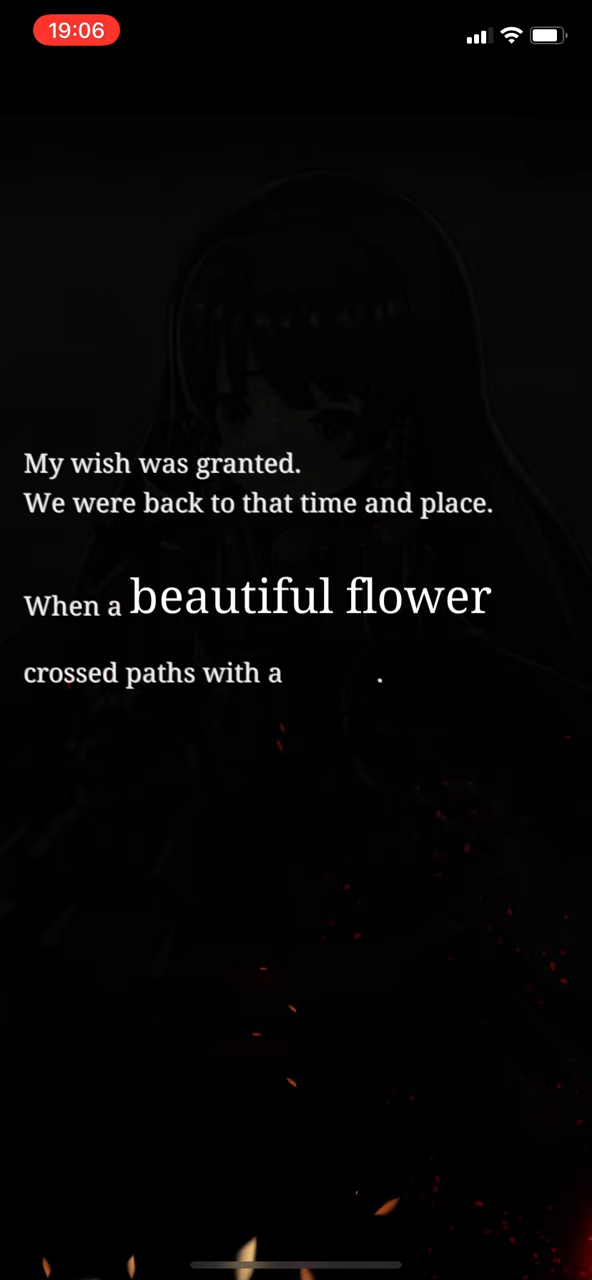 19:06
My wish was granted.
We were back to that time and place.
When a beautiful flower
crossed paths with a .